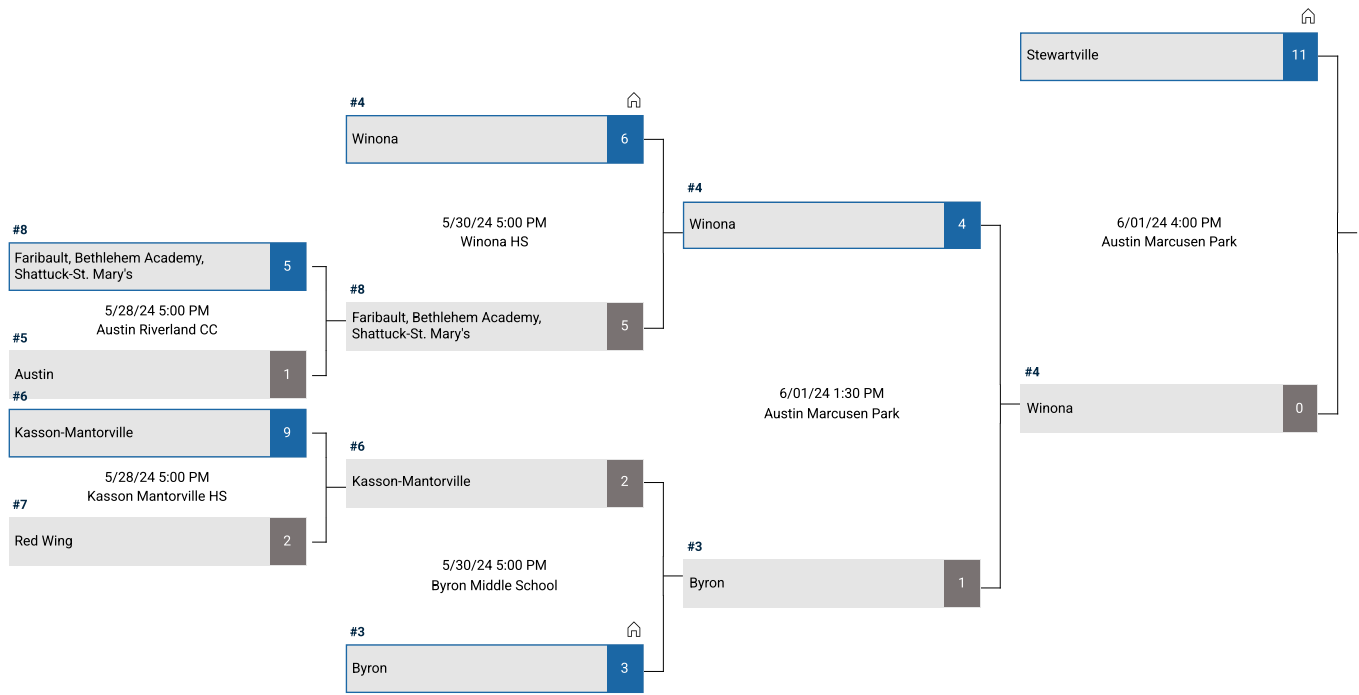 #8
Faribault, Bethlehem Academy,
Shattuck-St. Mary's
5
5/28/24 5:00 PM
Austin Riverland CC
#5
Austin
1
#6
Kasson-Mantorville
9
5/28/24 5:00 PM
Kasson Mantorville HS
#7
Red Wing
2
#4
Winona
6
5/30/24 5:00 PM
Winona HS
#8
Faribault, Bethlehem Academy,
Shattuck-St. Mary's
5
#6
Kasson-Mantorville
2
5/30/24 5:00 PM
Byron Middle School
#3
Byron
3
#4
Winona
4
6/01/24 1:30 PM
Austin Marcusen Park
#3
Byron
1
Stewartville
11
6/01/24 4:00 PM
Austin Marcusen Park
#4
Winona
0